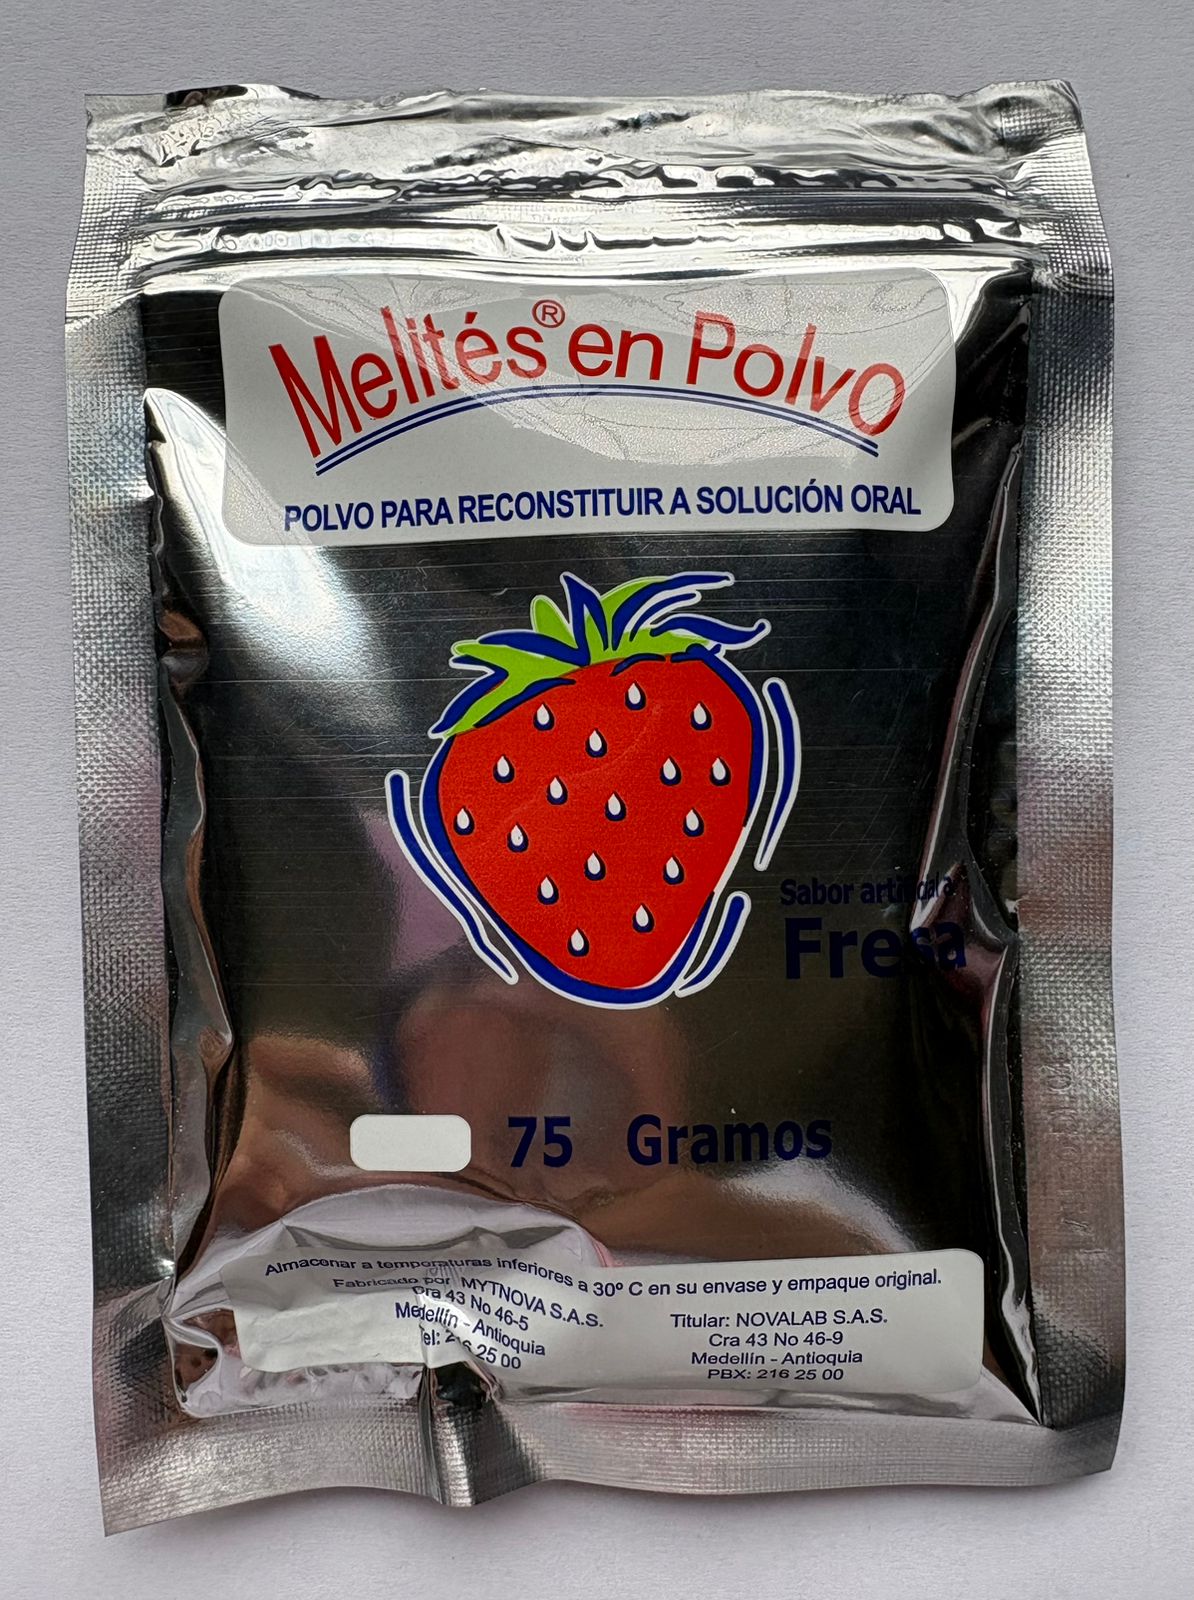 Melités® en Polvo
POLVO PARA RECONSTITUIR A SOLUCIÓN ORAL
Sabor artificial a
Fresa
75 Gramos
Almacenar a temperaturas inferiores a 30º C en su envase y empaque original.
Fabricado por MYTNOVA S.A.S.
Cra 43 No 46-5
Medellín - Antioquia
Tel: 216 25 00
Titular: NOVALAB S.A.S.
Cra 43 No 46-9
Medellín - Antioquia
PBX: 216 25 00